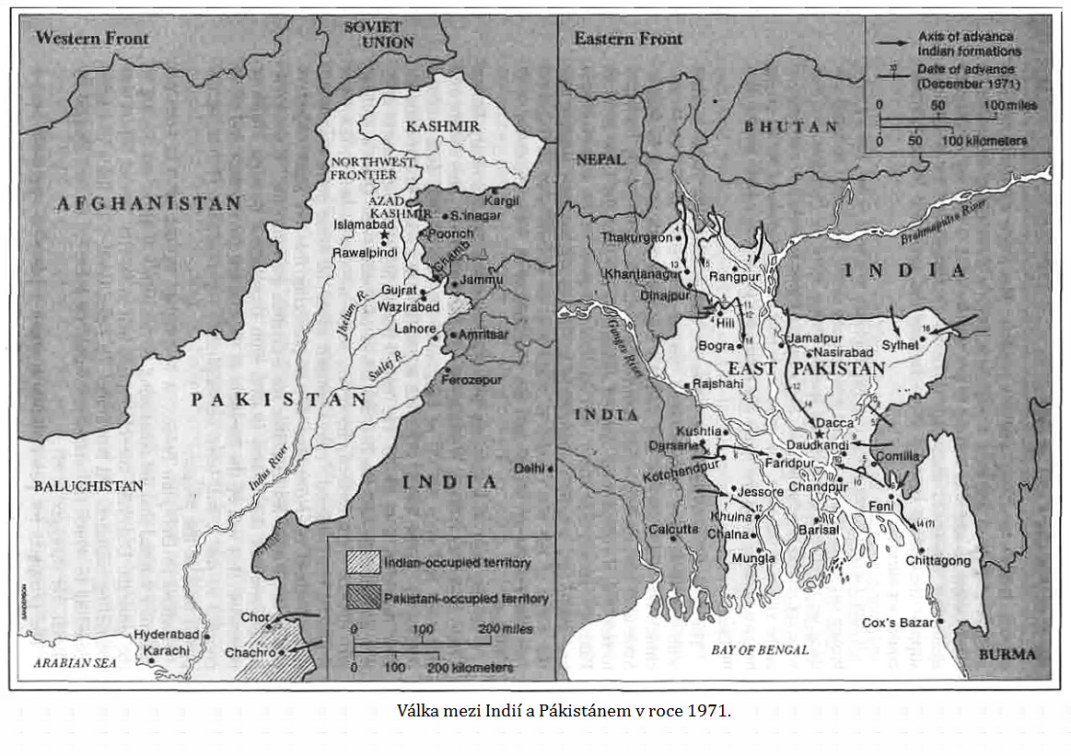 Western Front
SOVIET
UNION
KASHMIR
NORTHWEST
FRONTIER
AFGHANISTAN
AZAD
KASHMIR
Kargil
Srinagar
Islamabad
Poonch
Rawalpindi
Chamb
Jammu
Gujrat
Wazirabad
Jhelum R.
Lahore
Amritsar
Sutlej R.
Ferozepur
PAKISTAN
Indus River
Delhi
BALUCHISTAN
INDIA
Indian-occupied territory
Pakistani-occupied territory
0 100 200 miles
0 100 200 kilometers
Chor
Hyderabad
Karachi
Chachro
ARABIAN SEA
Eastern Front
Axis of advance
Indian formations
10
Date of advance
(December 1971)
0 50 100 miles
0 50 100 kilometers
BHUTAN
NEPAL
Brahmaputra River
Thakurgaon
INDIA
Khantanagar
Rangpur
Dinajpur
Hili
Ganges River
Bogra
Jamalpur
Nasirabad
Sylhet
EAST PAKISTAN
Rajshahi
INDIA
Dacca
Kushtia
Darsana
Daudkandi
Comilla
Kotchandpur
Faridpur
Chandpur
Jessore
Feni
Khulna
Calcutta
Chalna
Barisal
Mungla
14 (?)
Chittagong
Cox's Bazar
BAY OF BENGAL
BURMA
Válka mezi Indií a Pákistánem v roce 1971.